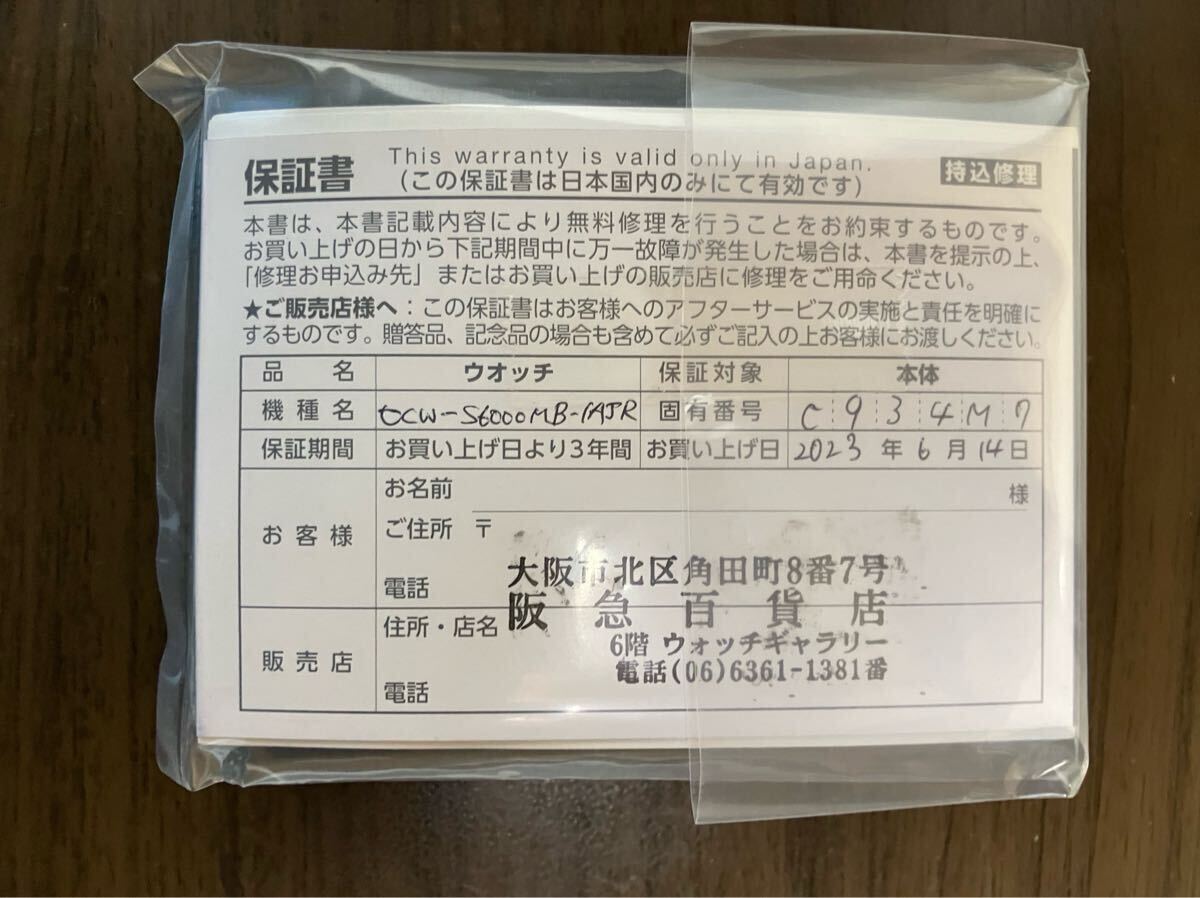 保証書
This warranty is valid only in Japan.
(この保証書は日本国内のみにて有効です)
持込修理
本書は、本書記載内容により無料修理を行うことをお約束するものです。
お買い上げの日から下記期間中に万一故障が発生した場合は、本書を提示の上、
「修理お申込み先」またはお買い上げの販売店に修理をご用命ください。
★ご販売店様へ：この保証書はお客様へのアフターサービスの実施と責任を明確に
するものです。贈答品、記念品の場合も含めて必ずご記入の上お客様にお渡しください。
品名 ウオッチ 保証対象 本体
機種名 OCW-S6000MB-1AJR 固有番号 C934M7
保証期間 お買い上げ日より3年間 お買い上げ日 2023年6月14日
お客様
お名前 様
ご住所 〒
電話
大阪市北区角田町8番7号
阪急百貨店
6階 ウォッチギャラリー
電話(06)6361-1381番
販売店
住所・店名
電話